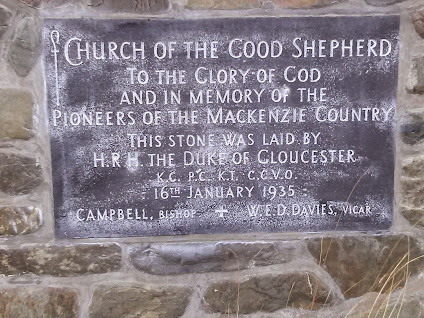 CHURCH OF THE GOOD SHEPHERD
TO THE GLORY OF GOD
AND IN MEMORY OF THE
PIONEERS OF THE MACKENZIE COUNTRY
THIS STONE WAS LAID BY
H.R.H. THE DUKE OF GLOUCESTER
K.G. P.C. K.T. G.C.V.O.
16TH JANUARY 1935
CAMPBELL, BISHOP + W.E.D. DAVIES, VICAR